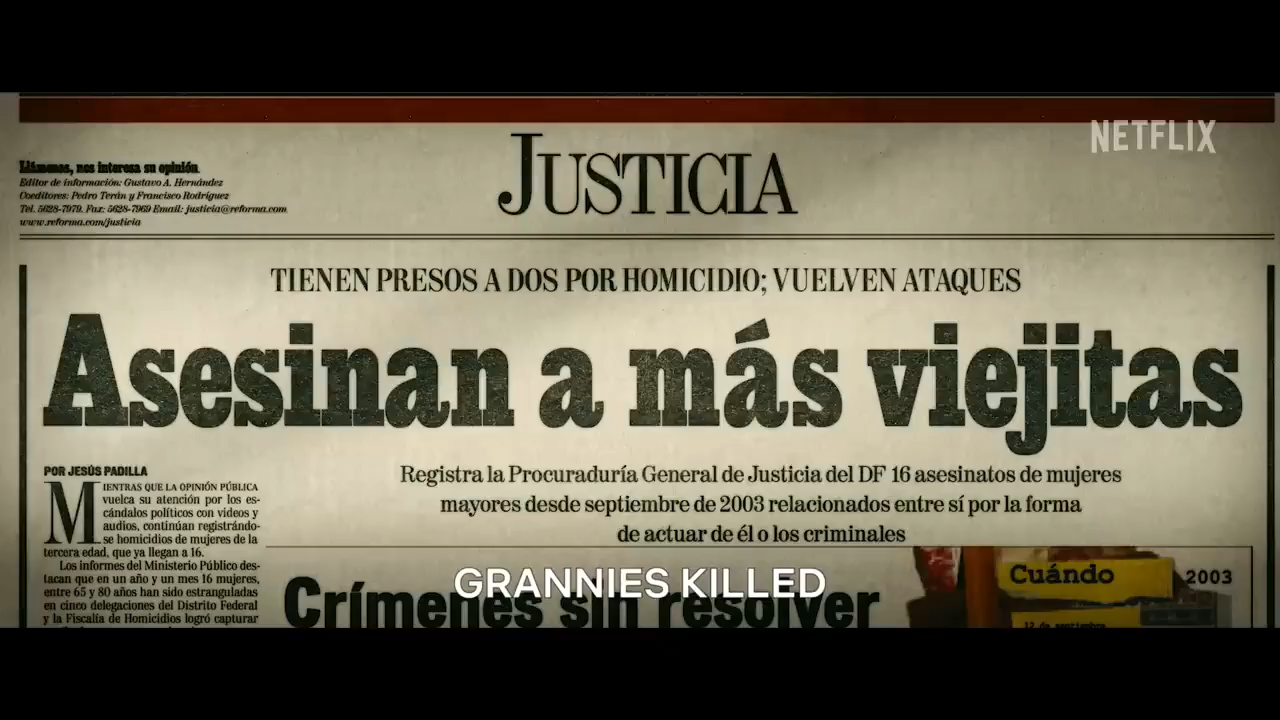 NETFLIX
JUSTICIA
Llámenos, nos interesa su opinión.
Editor de información: Gustavo A. Hernández
Coeditores: Pedro Terán y Francisco Rodríguez
Tel. 5628-7979. Fax: 5628-7969 Email: justicia@reforma.com
www.reforma.com/justicia
TIENEN PRESOS A DOS POR HOMICIDIO; VUELVEN ATAQUES
Asesinan a más viejitas
Registra la Procuraduría General de Justicia del DF 16 asesinatos de mujeres
mayores desde septiembre de 2003 relacionados entre sí por la forma
de actuar de él o los criminales
POR JESÚS PADILLA
MIENTRAS QUE LA OPINIÓN PÚBLICA
vuelca su atención por los es-
cándalos políticos con videos y
audios, continúan registrándo-
se homicidios de mujeres de la
tercera edad, que ya llegan a 16.
Los informes del Ministerio Público des-
tacan que en un año y un mes 16 mujeres,
entre 65 y 80 años han sido estranguladas
en cinco delegaciones del Distrito Federal
y la Fiscalía de Homicidios logró capturar
Crímenes sin resolver
Cuándo
2003
12 de septiembre
GRANNIES KILLED